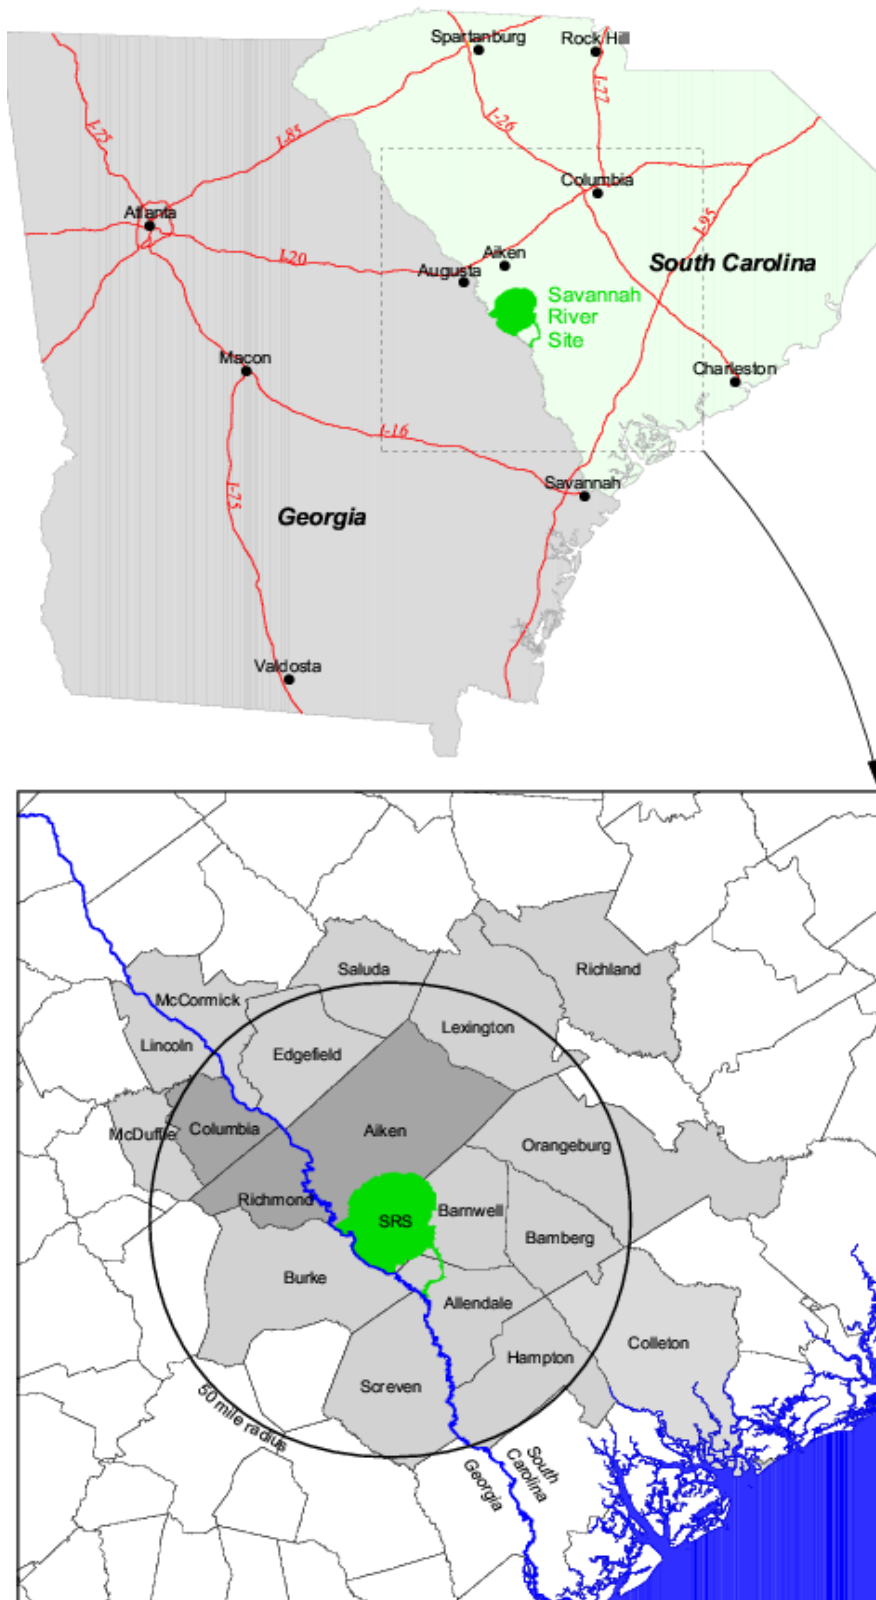 Spartanburg
Rock Hill
I-75
I-85
I-26
I-77
Columbia
Atlanta
I-95
I-20
Aiken
Augusta
South Carolina
Savannah
River
Site
Macon
Charleston
I-16
Savannah
I-75
Georgia
Valdosta
Saluda
Richland
McCormick
Lexington
Lincoln
Edgefield
McDuffie
Columbia
Aiken
Orangeburg
Richmond
SRS
Barnwell
Bamberg
Burke
Allendale
Colleton
Hampton
Screven
50 mile radius
South
Carolina
Georgia